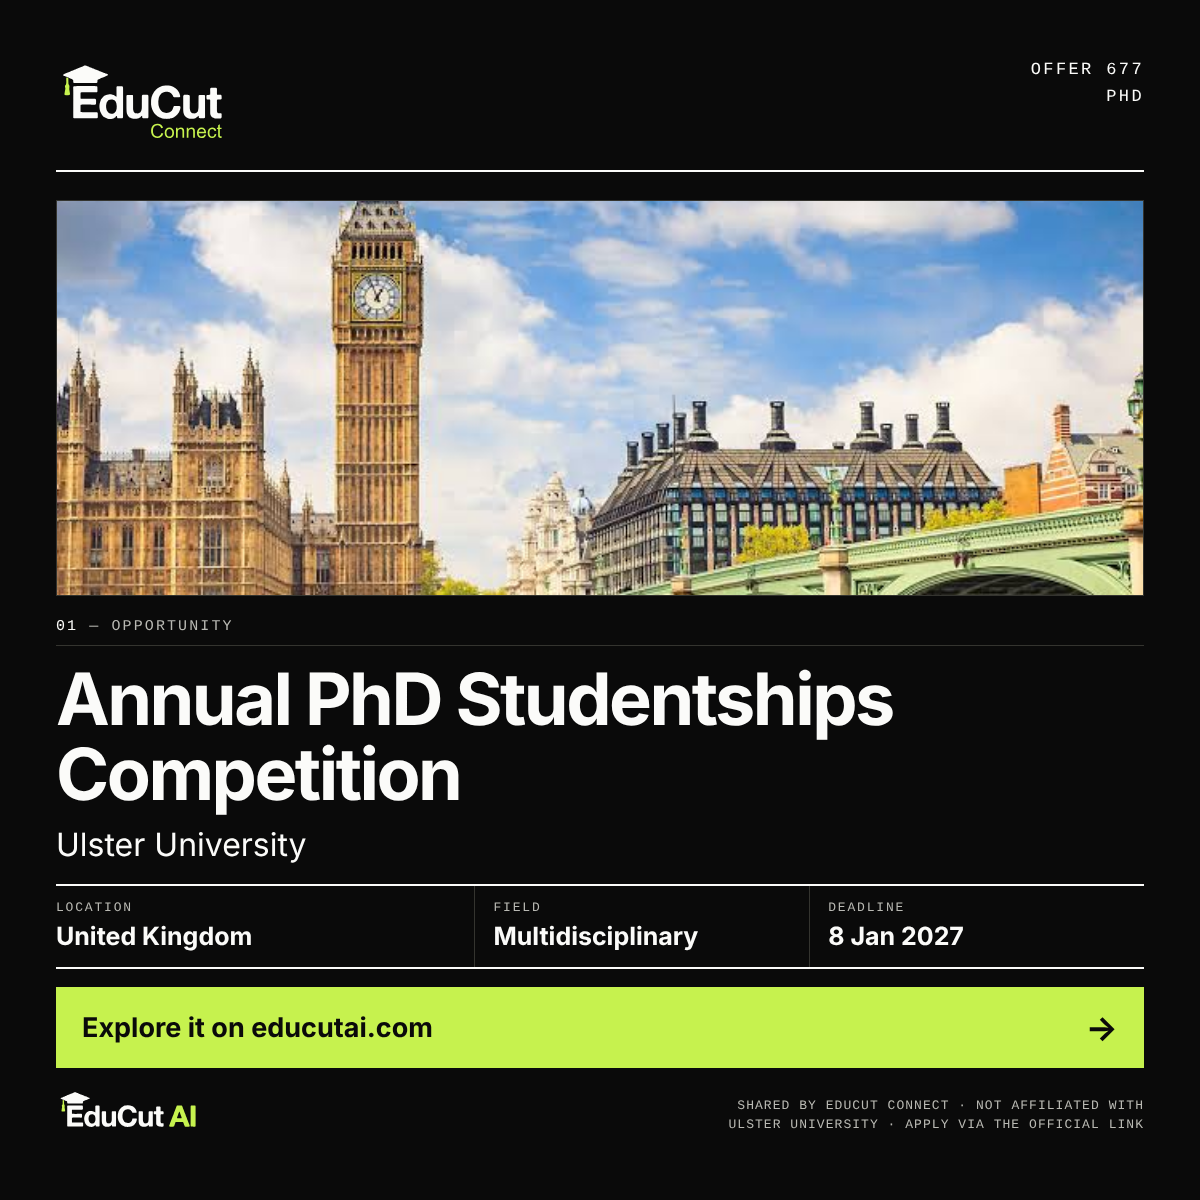 EduCut
Connect
OFFER 677
PHD
01 — OPPORTUNITY
Annual PhD Studentships
Competition
Ulster University
LOCATION
United Kingdom
FIELD
Multidisciplinary
DEADLINE
8 Jan 2027
Explore it on educutai.com →
EduCut AI
SHARED BY EDUCUT CONNECT · NOT AFFILIATED WITH
ULSTER UNIVERSITY · APPLY VIA THE OFFICIAL LINK